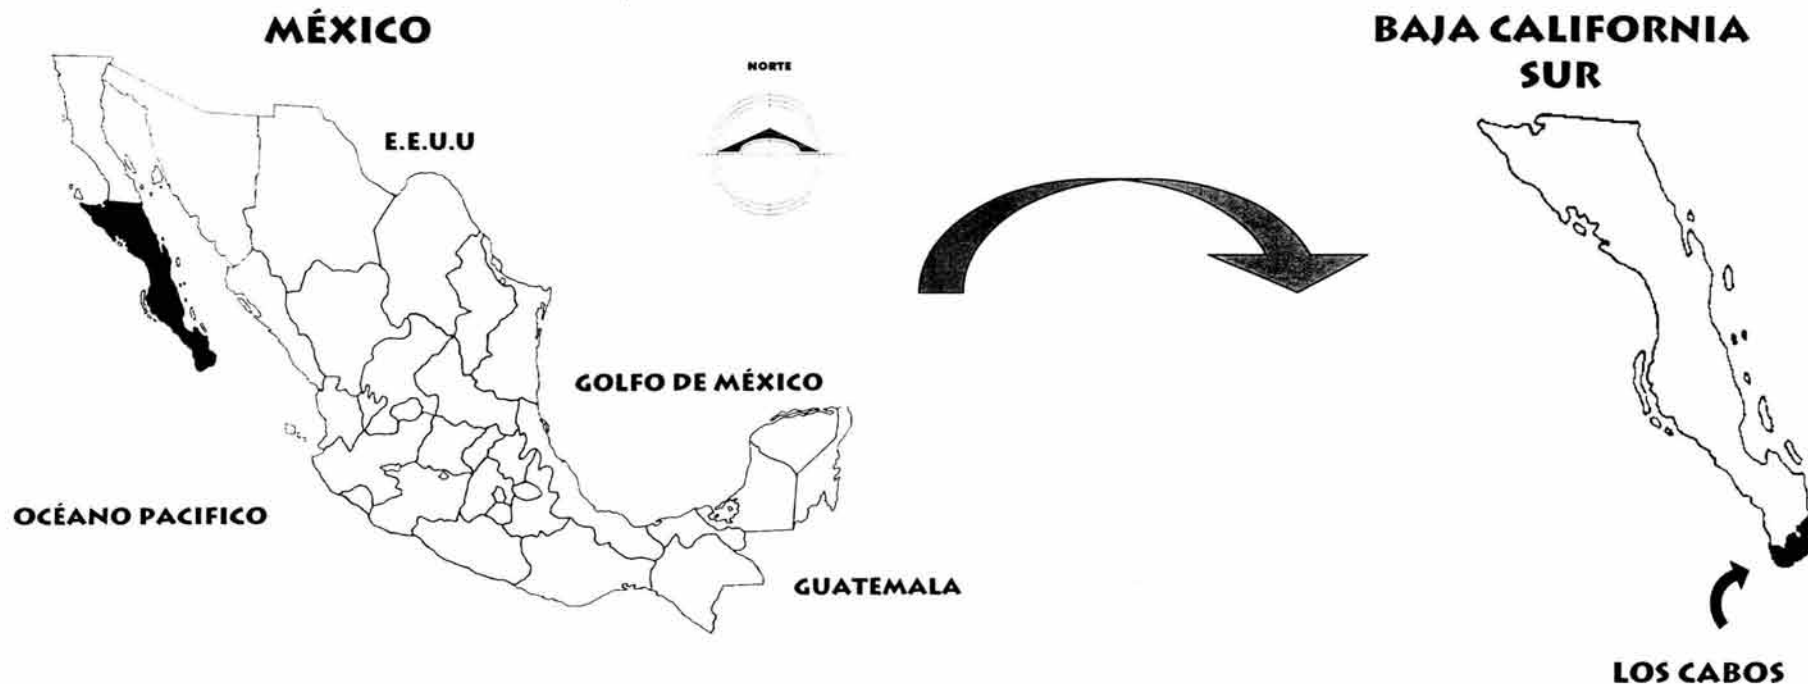 MÉXICO
BAJA CALIFORNIA
SUR
NORTE
E.E.U.U
GOLFO DE MÉXICO
OCÉANO PACIFICO
GUATEMALA
LOS CABOS